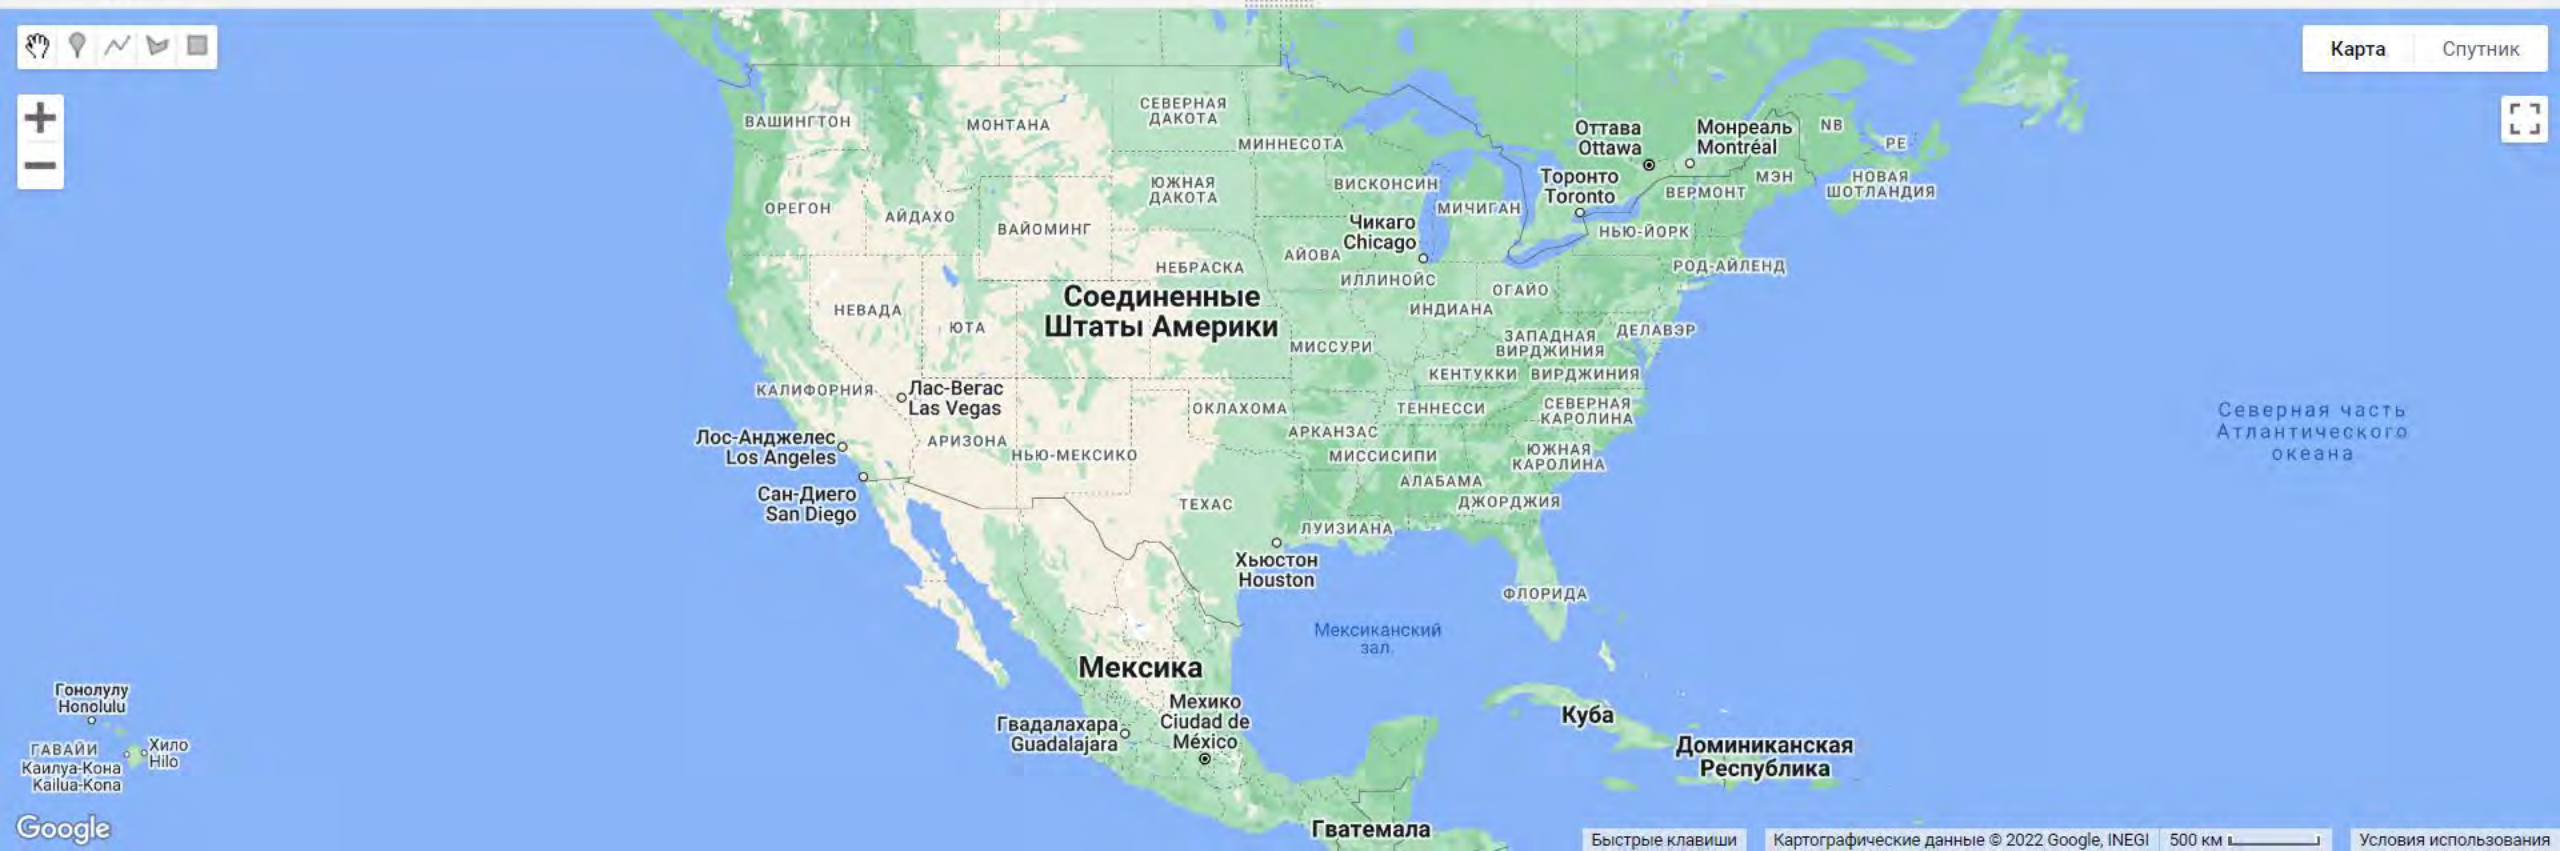 Карта
Спутник
СЕВЕРНАЯ
ДАКОТА
ВАШИНГТОН
МОНТАНА
МИННЕСОТА
Оттава
Ottawa
Монреаль
Montréal
NB
PE
ЮЖНАЯ
ДАКОТА
ВИСКОНСИН
Торонто
Toronto
МЭН
ВЕРМОНТ
НОВАЯ
ШОТЛАНДИЯ
ОРЕГОН
АЙДАХО
ВАЙОМИНГ
МИЧИГАН
Чикаго
Chicago
НЬЮ-ЙОРК
АЙОВА
НЕБРАСКА
ИЛЛИНОЙС
РОД-АЙЛЕНД
Соединенные
Штаты Америки
ОГАЙО
НЕВАДА
ЮТА
ИНДИАНА
МИССУРИ
ЗАПАДНАЯ
ВИРДЖИНИЯ
ДЕЛАВЭР
КЕНТУККИ
ВИРДЖИНИЯ
КАЛИФОРНИЯ
Лас-Вегас
Las Vegas
ОКЛАХОМА
ТЕННЕССИ
СЕВЕРНАЯ
КАРОЛИНА
Северная часть
Атлантического
океана
Лос-Анджелес
Los Angeles
АРИЗОНА
НЬЮ-МЕКСИКО
АРКАНЗАС
МИССИСИПИ
ЮЖНАЯ
КАРОЛИНА
АЛАБАМА
Сан-Диего
San Diego
ТЕХАС
ДЖОРДЖИЯ
ЛУИЗИАНА
Хьюстон
Houston
ФЛОРИДА
Мексиканский
зал.
Мексика
Гонолулу
Honolulu
Мехико
Ciudad de
México
Гвадалахара
Guadalajara
Куба
ГАВАЙИ
Хило
Hilo
Каилуа-Кона
Kailua-Kona
Доминиканская
Республика
Гватемала
Google
Быстрые клавиши
Картографические данные © 2022 Google, INEGI
500 км
Условия использования